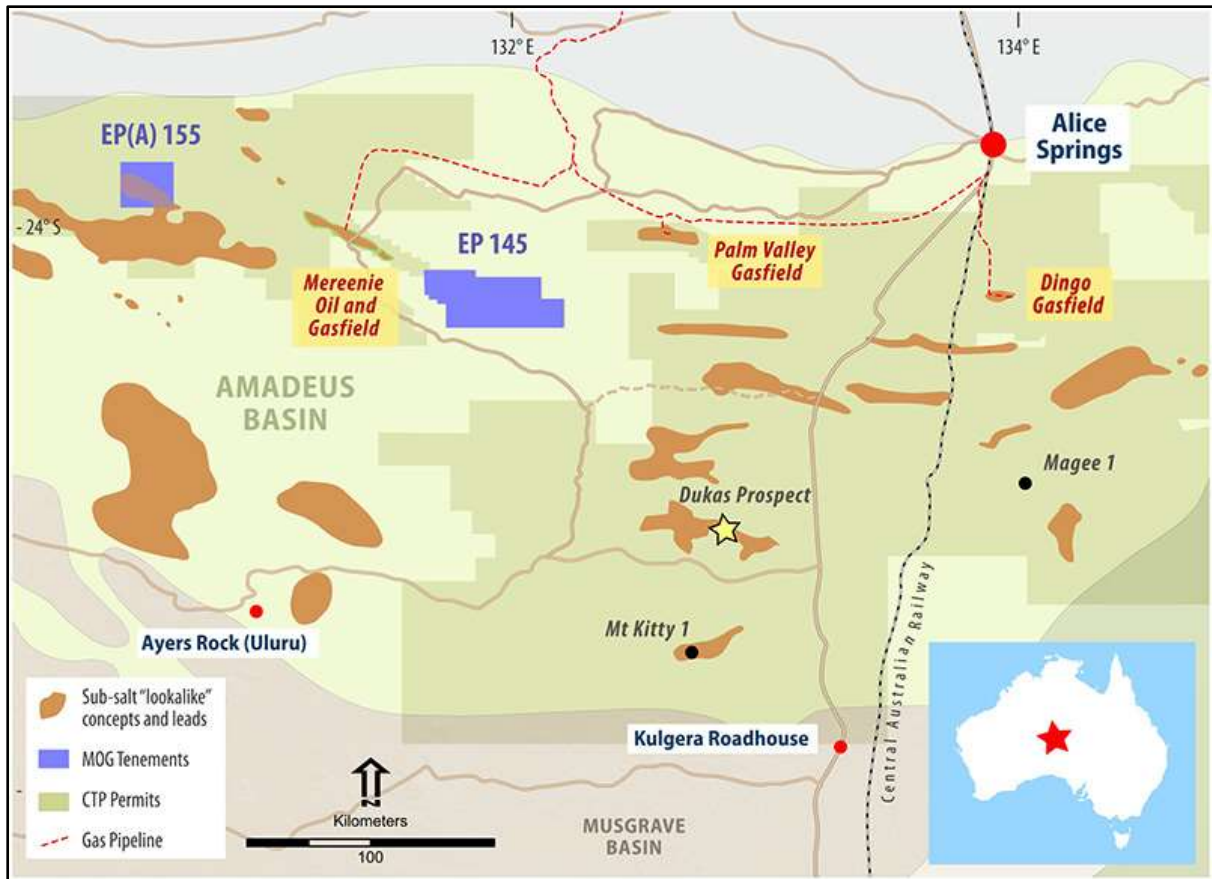 132° E
134° E
EP(A) 155
Alice
Springs
- 24° S
EP 145
Palm Valley
Gasfield
Mereenie
Oil and
Gasfield
Dingo
Gasfield
AMADEUS
BASIN
Magee 1
Dukas Prospect
Ayers Rock (Uluru)
Mt Kitty 1
Central Australian Railway
Sub-salt "lookalike"
concepts and leads
MOG Tenements
CTP Permits
Gas Pipeline
N
Kilometers
100
Kulgera Roadhouse
MUSGRAVE
BASIN